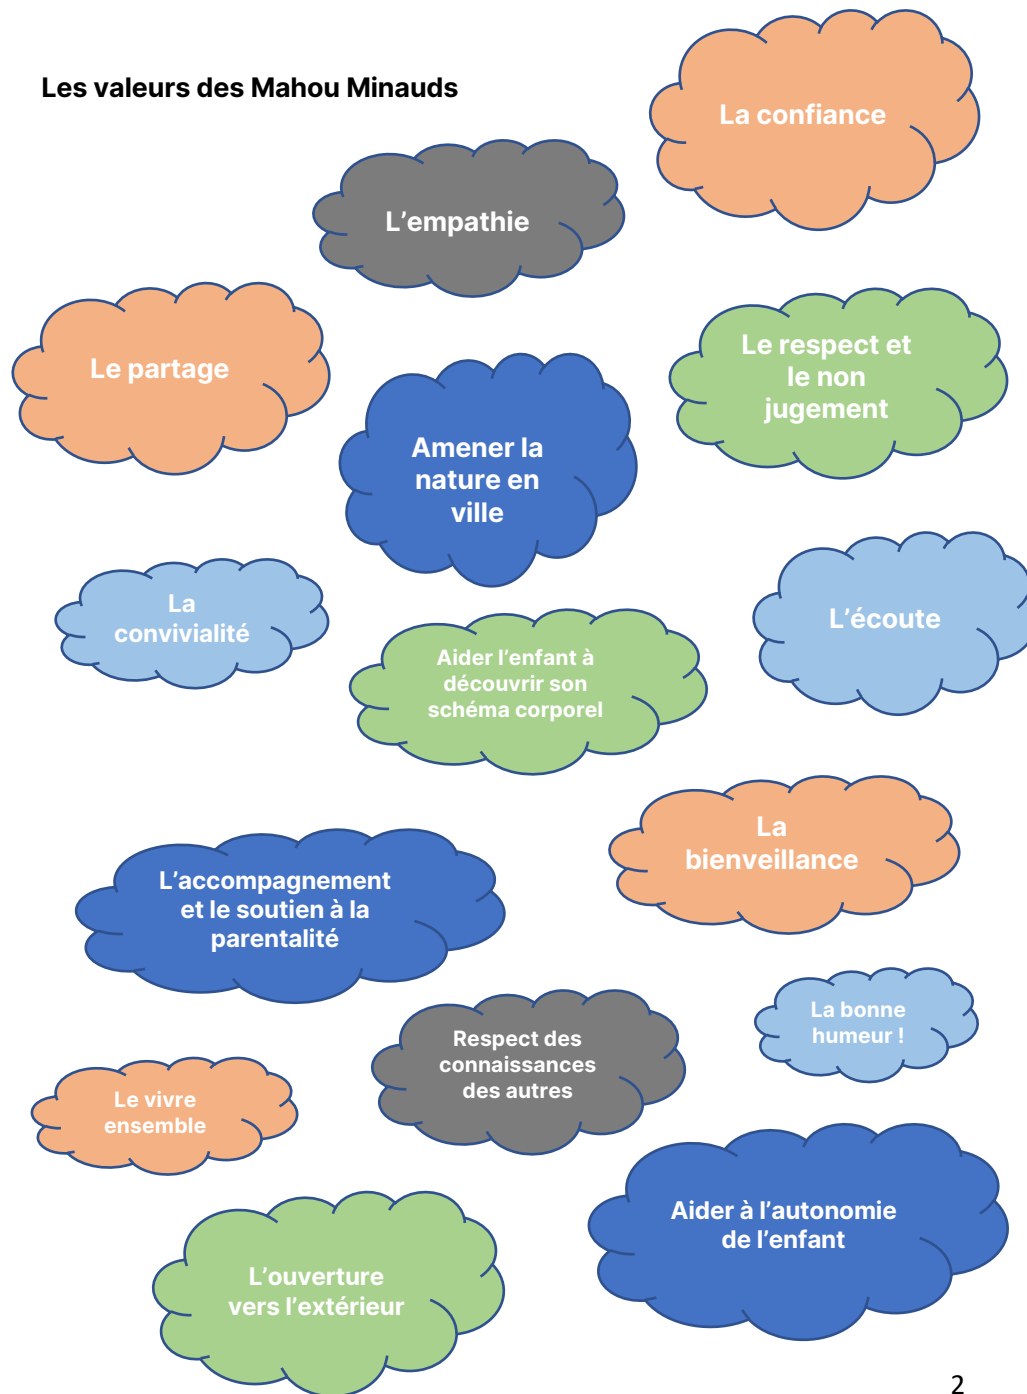 Les valeurs des Mahou Minauds
La confiance
L'empathie
Le partage
Le respect et
le non
jugement
Amener la
nature en
ville
La
convivialité
L'écoute
Aider l'enfant à
découvrir son
schéma corporel
La
bienveillance
L'accompagnement
et le soutien à la
parentalité
La bonne
humeur !
Respect des
connaissances
des autres
Le vivre
ensemble
Aider à l'autonomie
de l'enfant
L'ouverture
vers l'extérieur
2